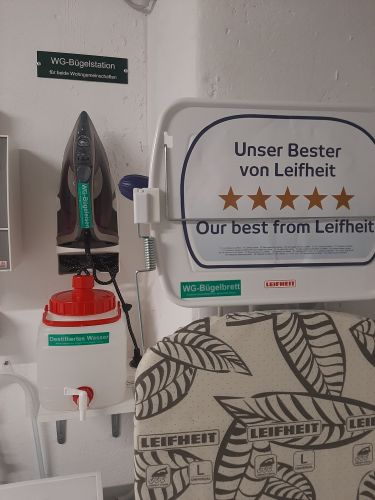 WG-Bügelstation
für beide Wohngemeinschaften
WG-Bügeleisen
Unser Bester
von Leifheit
Our best from Leifheit
WG-Bügelbrett
LEIFHEIT
Destilliertes Wasser
LEIFHEIT
LEIFHEIT
LEIFHEIT
L
L